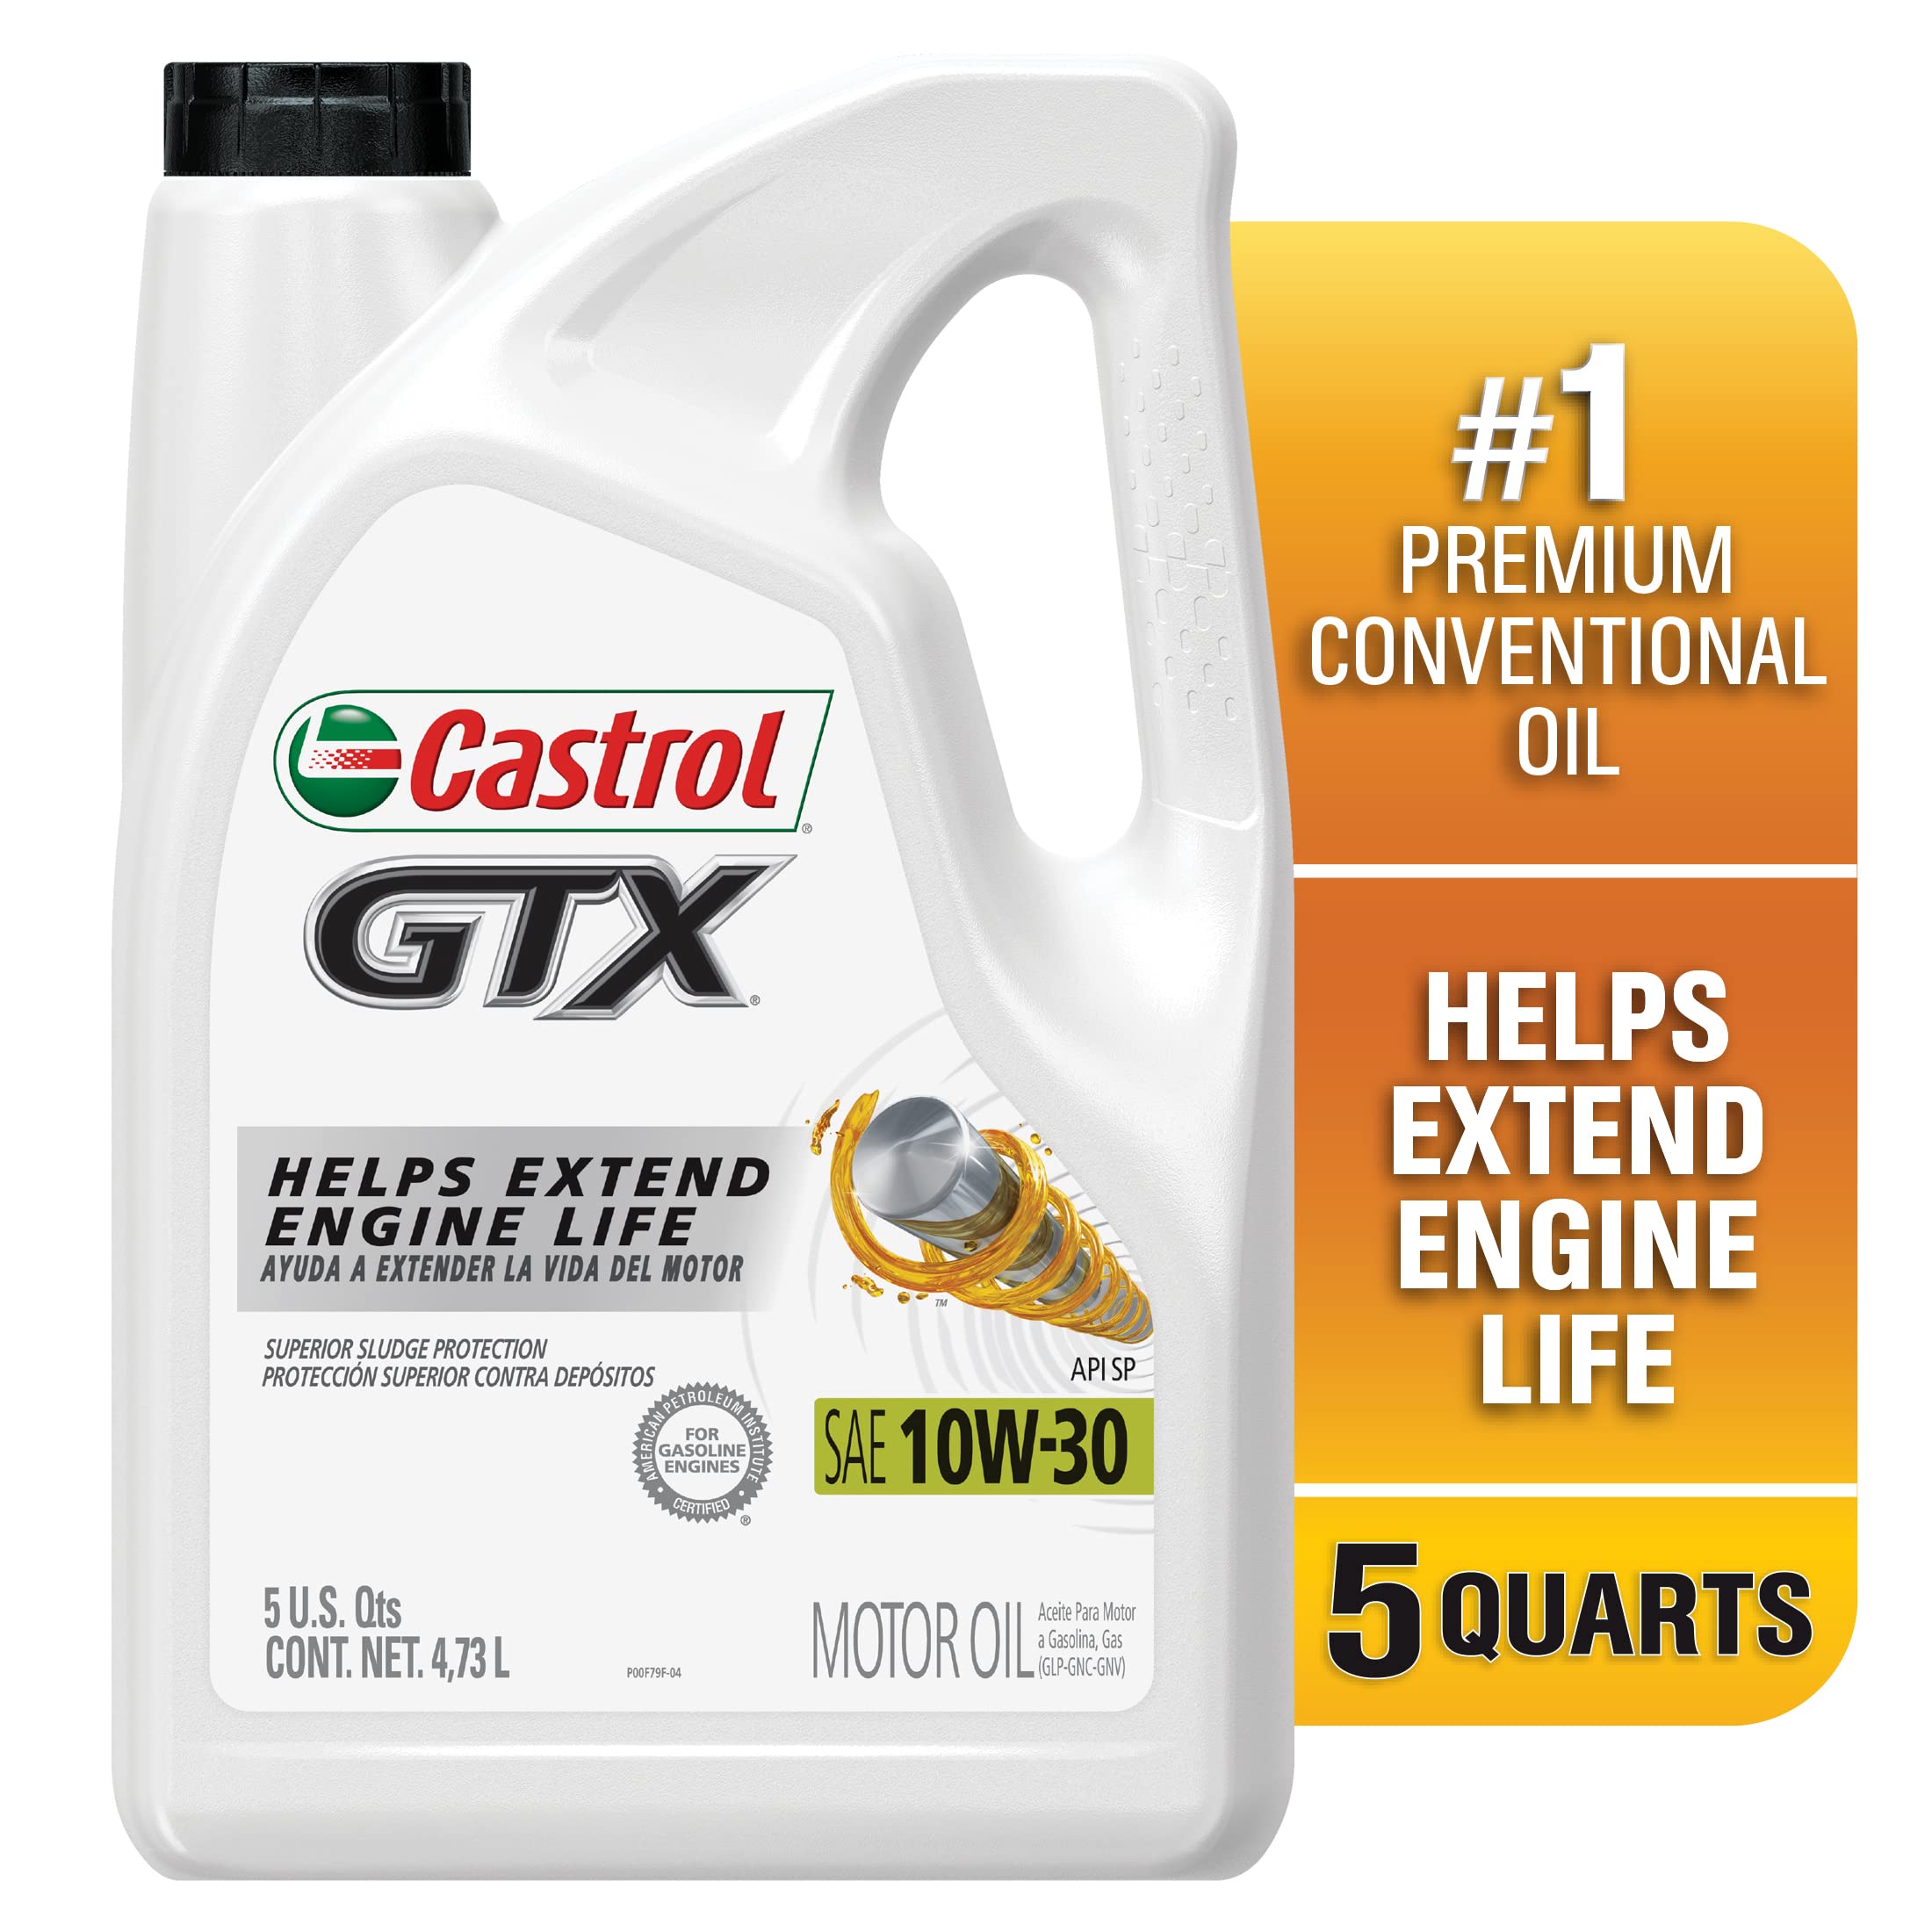 Castrol
®
GTX
®
HELPS EXTEND
ENGINE LIFE
AYUDA A EXTENDER LA VIDA DEL MOTOR
TM
SUPERIOR SLUDGE PROTECTION
PROTECCIÓN SUPERIOR CONTRA DEPÓSITOS
AMERICAN PETROLEUM INSTITUTE
FOR
GASOLINE
ENGINES
CERTIFIED
®
API SP
SAE 10W-30
5 U.S. Qts
CONT. NET. 4,73 L
P00F79F-04
MOTOR OIL
Aceite Para Motor
a Gasolina, Gas
(GLP-GNC-GNV)
#1
PREMIUM
CONVENTIONAL
OIL
HELPS
EXTEND
ENGINE
LIFE
5 QUARTS